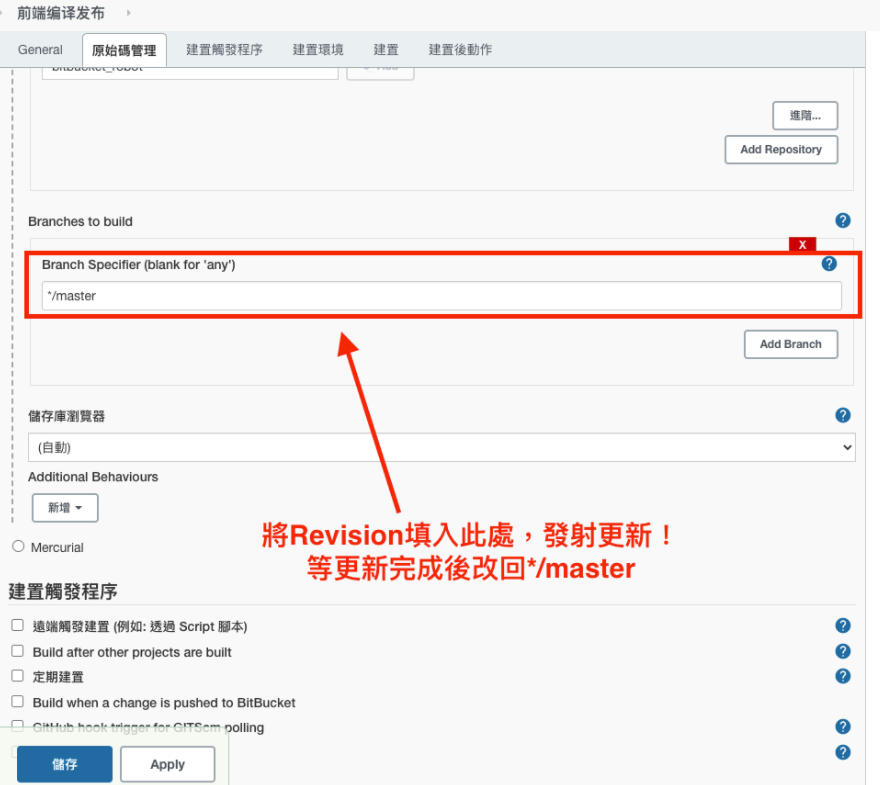 前端编译发布
General 原始碼管理 建置觸發程序 建置環境 建置 建置後動作
bitbucket_robot
進階...
Add Repository
Branches to build
X
Branch Specifier (blank for 'any')
*/master
Add Branch
儲存庫瀏覽器
(自動)
Additional Behaviours
新增
將Revision填入此處,發射更新!
等更新完成後改回*/master
Mercurial
建置觸發程序
遠端觸發建置 (例如: 透過 Script 腳本)
Build after other projects are built
定期建置
Build when a change is pushed to BitBucket
GitHub hook trigger for GITScm polling
儲存 Apply